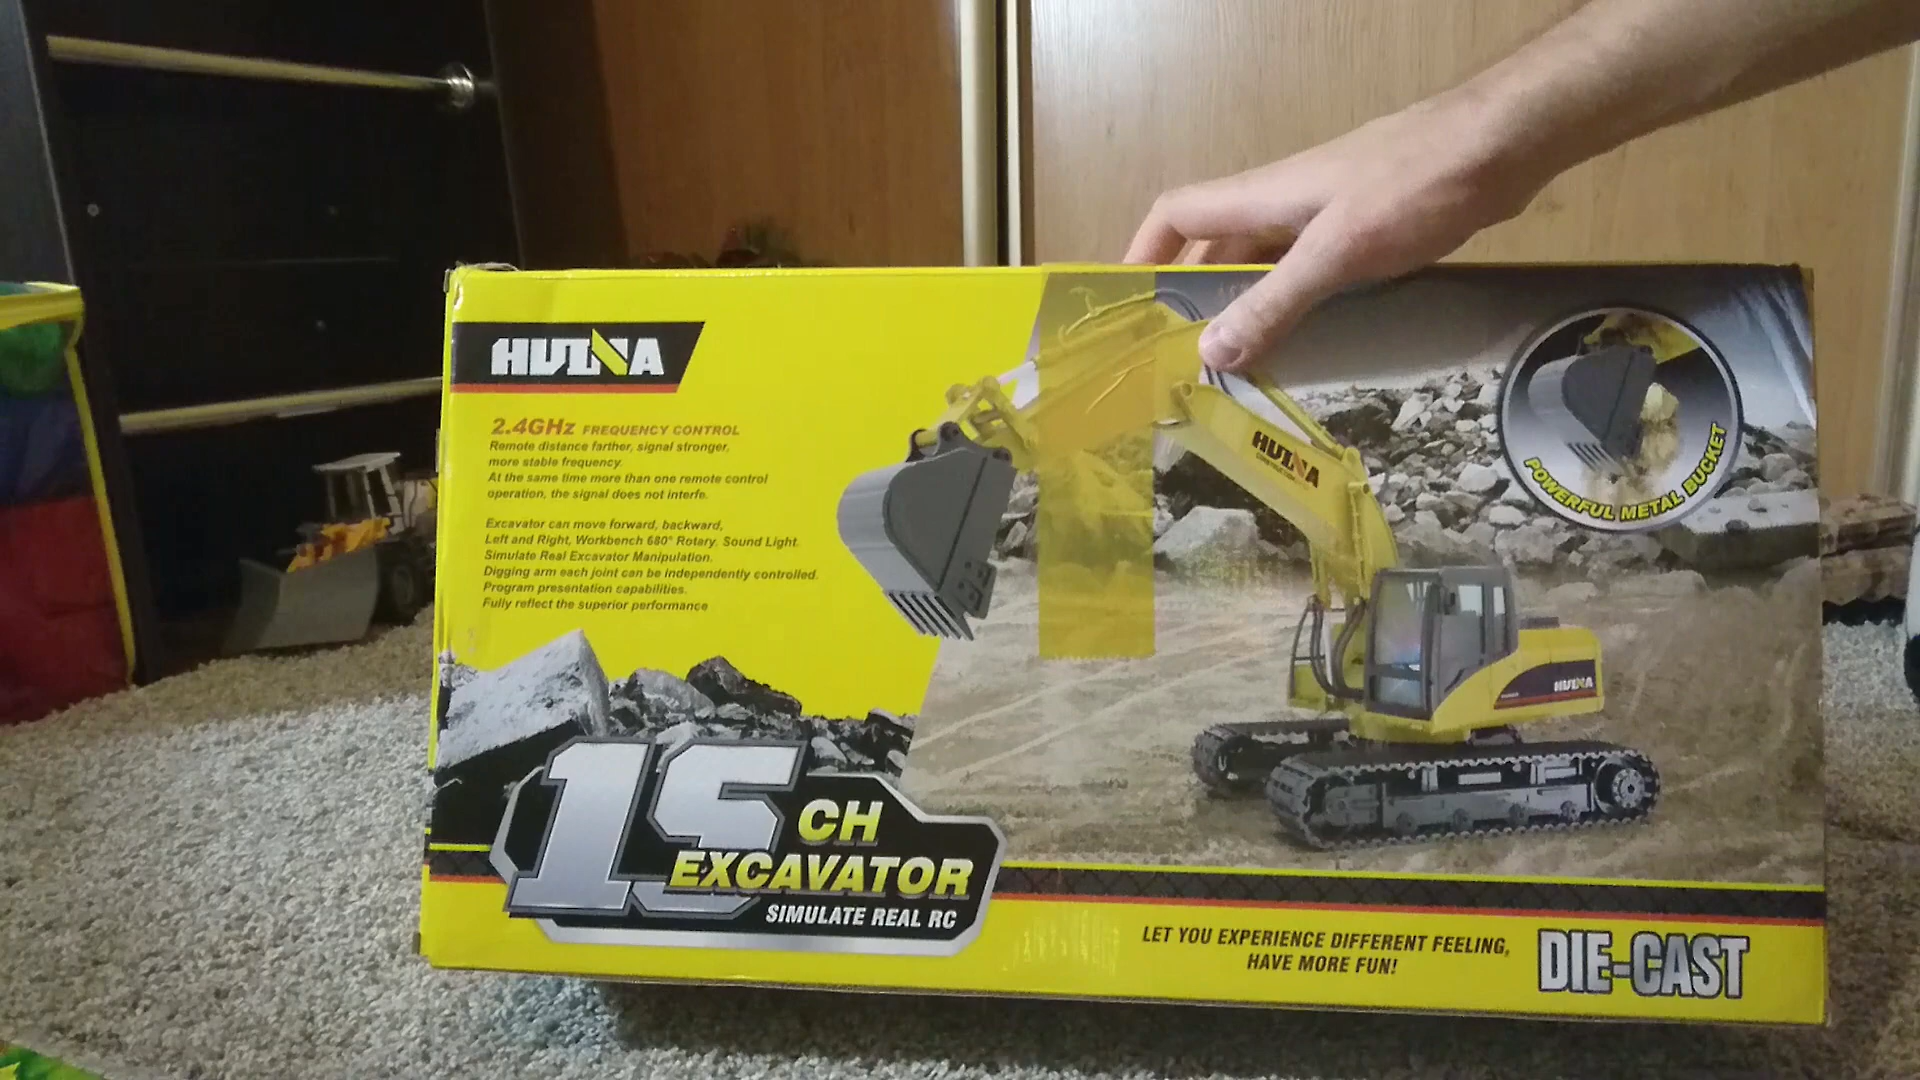 HUINA
2.4GHz FREQUENCY CONTROL
Remote distance farther, signal stronger,
more stable frequency.
At the same time more than one remote control
operation, the signal does not interfe.
Excavator can move forward, backward,
Left and Right, Workbench 680° Rotary. Sound Light.
Simulate Real Excavator Manipulation.
Digging arm each joint can be independently controlled.
Program presentation capabilities.
Fully reflect the superior performance
HUINA
POWERFUL METAL BUCKET
HUINA
15 CH
EXCAVATOR
SIMULATE REAL RC
LET YOU EXPERIENCE DIFFERENT FEELING,
HAVE MORE FUN!
DIE-CAST